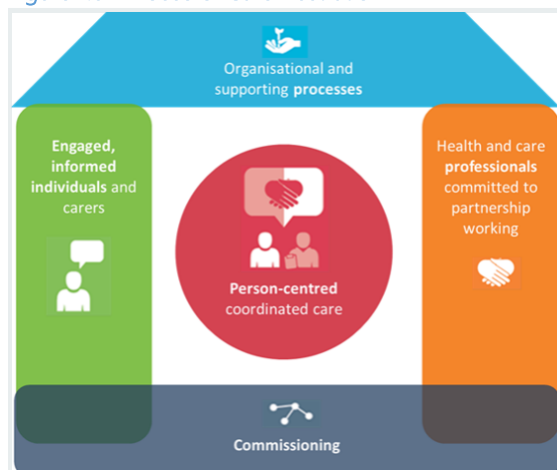 Organisational and
supporting processes
Engaged,
informed
individuals and
carers
Health and care
professionals
committed to
partnership
working
Person-centred
coordinated care
Commissioning